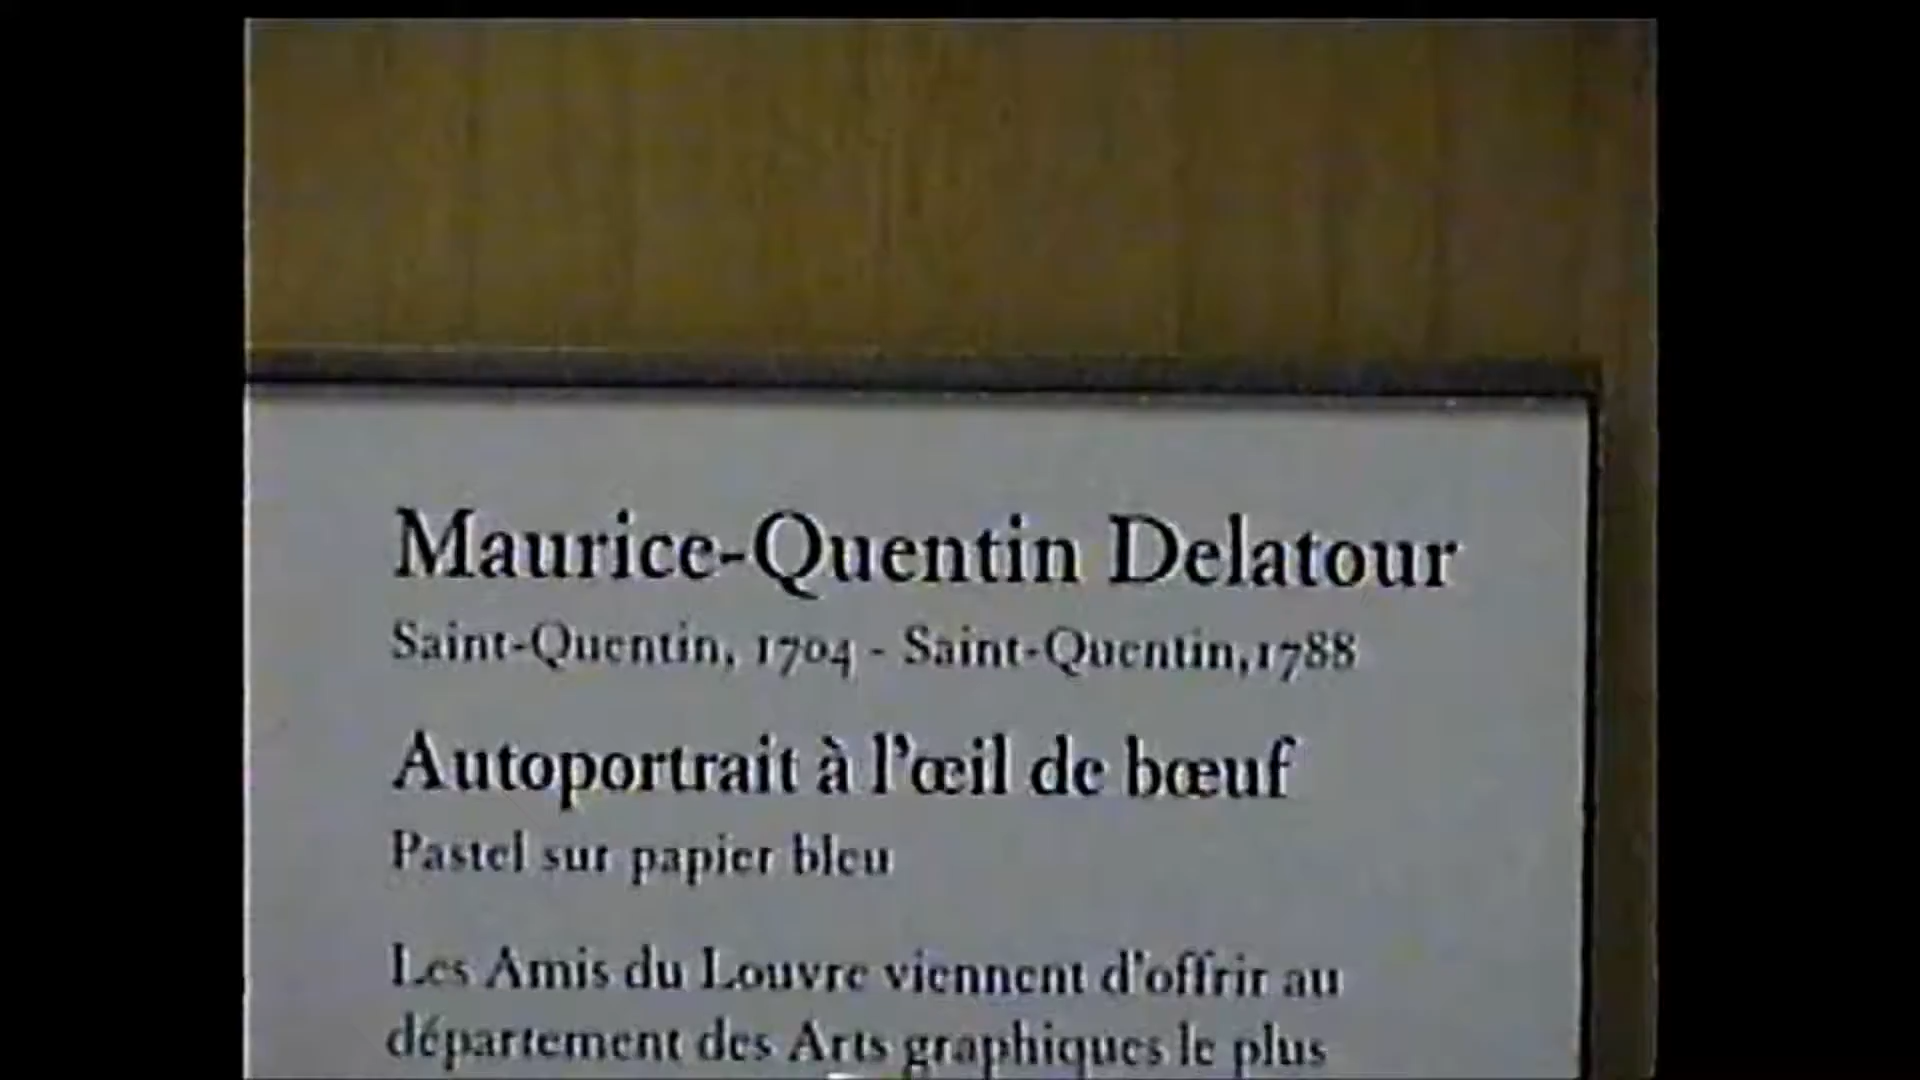 Maurice-Quentin Delatour
Saint-Quentin, 1704 - Saint-Quentin,1788
Autoportrait à l'œil de bœuf
Pastel sur papier bleu
Les Amis du Louvre viennent d'offrir au
département des Arts graphiques le plus